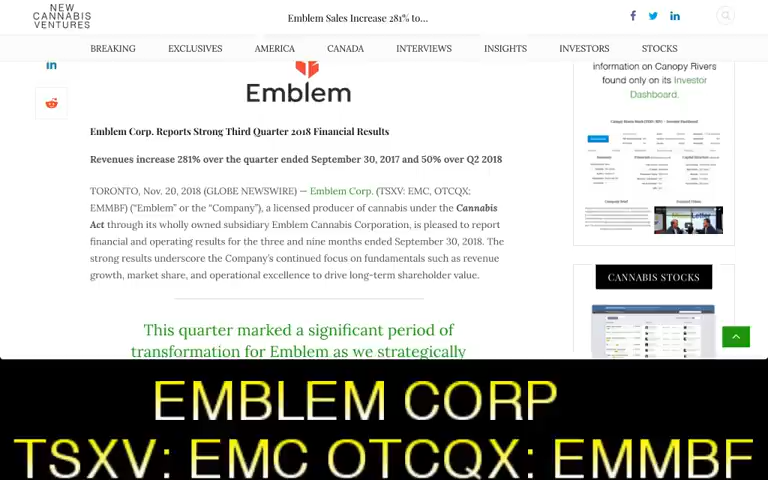 NEW
CANNABIS
VENTURES
Emblem Sales Increase 281% to...
BREAKING EXCLUSIVES AMERICA CANADA INTERVIEWS INSIGHTS INVESTORS STOCKS
Emblem
Emblem Corp. Reports Strong Third Quarter 2018 Financial Results
Revenues increase 281% over the quarter ended September 30, 2017 and 50% over Q2 2018
TORONTO, Nov. 20, 2018 (GLOBE NEWSWIRE) — Emblem Corp. (TSXV: EMC, OTCQX:
EMMBF) (“Emblem” or the “Company”), a licensed producer of cannabis under the Cannabis
Act through its wholly owned subsidiary Emblem Cannabis Corporation, is pleased to report
financial and operating results for the three and nine months ended September 30, 2018. The
strong results underscore the Company’s continued focus on fundamentals such as revenue
growth, market share, and operational excellence to drive long-term shareholder value.
This quarter marked a significant period of
transformation for Emblem as we strategically
information on Canopy Rivers
found only on its Investor
Dashboard.
CANNABIS STOCKS
EMBLEM CORP
TSXV: EMC OTCQX: EMMBF